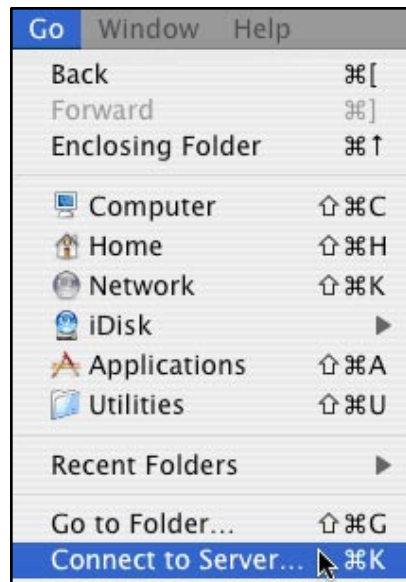 Go Window Help
Back ⌘[
Forward ⌘]
Enclosing Folder ⌘↑
Computer ⇧⌘C
Home ⇧⌘H
Network ⇧⌘K
iDisk ▶
Applications ⇧⌘A
Utilities ⇧⌘U
Recent Folders ▶
Go to Folder... ⇧⌘G
Connect to Server... ⌘K